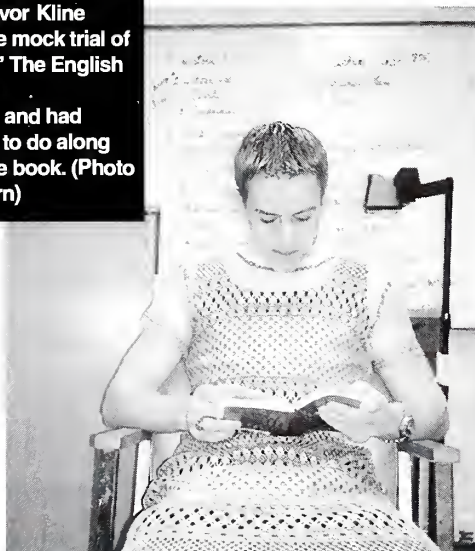 vor Kline
e mock trial of
" The English
and had
to do along
e book. (Photo
rn)